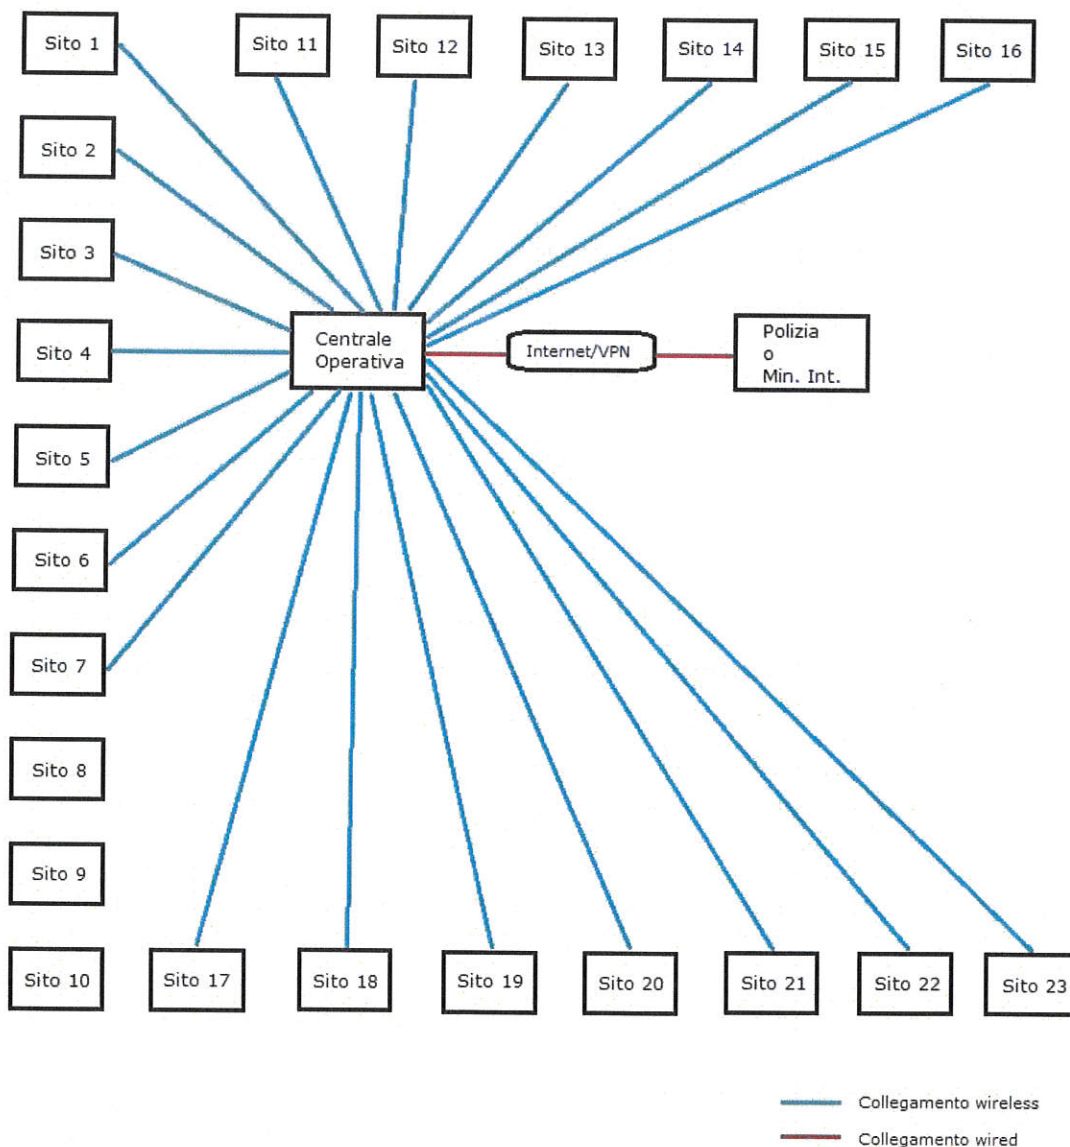 Sito 1
Sito 11
Sito 12
Sito 13
Sito 14
Sito 15
Sito 16
Sito 2
Sito 3
Sito 4
Centrale
Operativa
Internet/VPN
Polizia
o
Min. Int.
Sito 5
Sito 6
Sito 7
Sito 8
Sito 9
Sito 10
Sito 17
Sito 18
Sito 19
Sito 20
Sito 21
Sito 22
Sito 23
Collegamento wireless
Collegamento wired